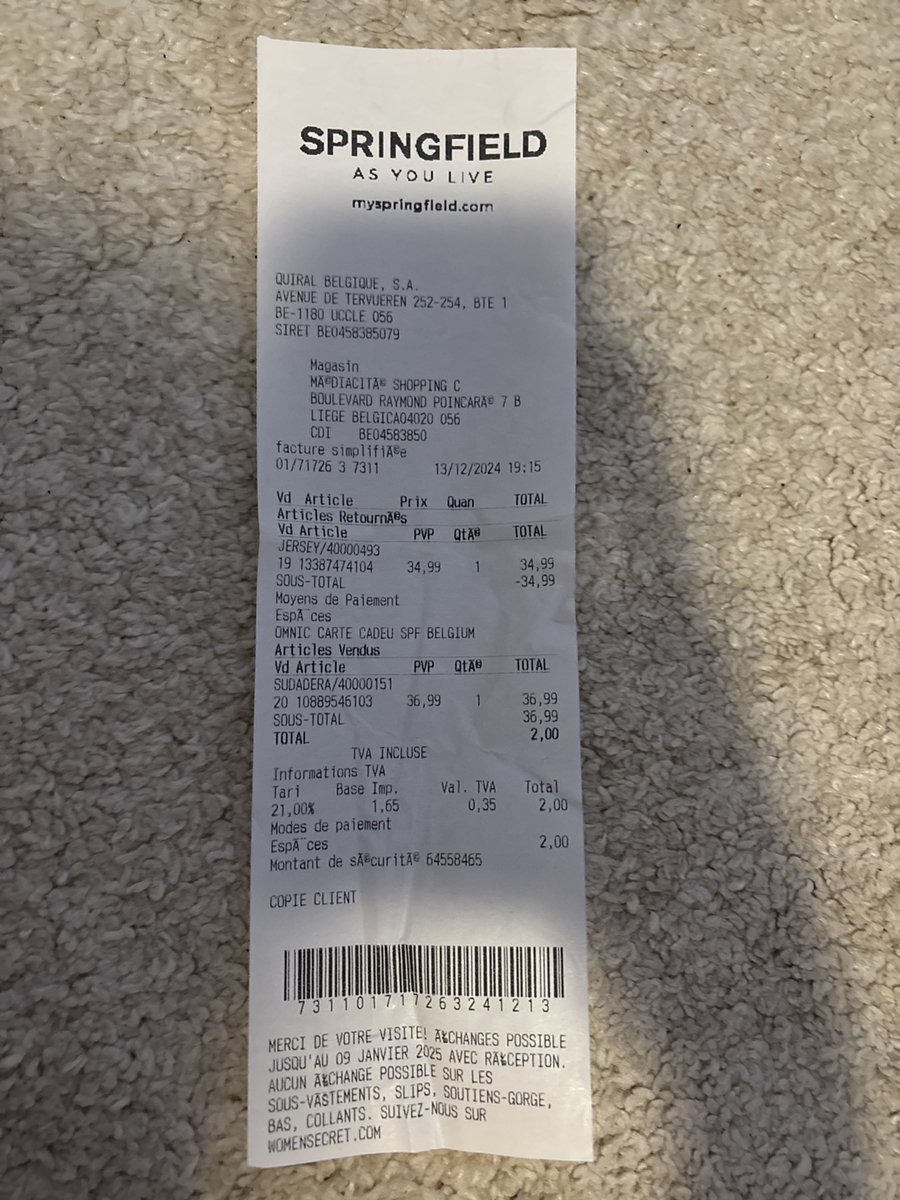 SPRINGFIELD
AS YOU LIVE
myspringfield.com
QUIRAL BELGIQUE, S.A.
AVENUE DE TERVUEREN 252-254, BTE 1
BE-1180 UCCLE 056
SIRET BE0458385079
Magasin
MÃ©DIACITÃ© SHOPPING C
BOULEVARD RAYMOND POINCARÃ© 7 B
LIEGE BELGICA04020 056
CDI BE04583850
facture simplifiÃ©e
01/71726 3 7311 13/12/2024 19:15
Vd Article Prix Quan TOTAL
Articles RetournÃ©s
Vd Article PVP QtÃ© TOTAL
JERSEY/40000493
19 13387474104 34,99 1 34,99
SOUS-TOTAL -34,99
Moyens de Paiement
EspÃ¨ces
OMNIC CARTE CADEU SPF BELGIUM
Articles Vendus
Vd Article PVP QtÃ© TOTAL
SUDADERA/40000151
20 10889546103 36,99 1 36,99
SOUS-TOTAL 36,99
TOTAL 2,00
TVA INCLUSE
Informations TVA
Tari Base Imp. Val. TVA Total
21,00% 1,65 0,35 2,00
Modes de paiement
EspÃ¨ces 2,00
Montant de sÃ©curitÃ© 64558465
COPIE CLIENT
731101717263241213
MERCI DE VOTRE VISITE! Ã‰CHANGES POSSIBLE
JUSQU'AU 09 JANVIER 2025 AVEC RÃ‰CEPTION.
AUCUN Ã‰CHANGE POSSIBLE SUR LES
SOUS-VÃSTEMENTS, SLIPS, SOUTIENS-GORGE,
BAS, COLLANTS. SUIVEZ-NOUS SUR
WOMENSECRET.COM